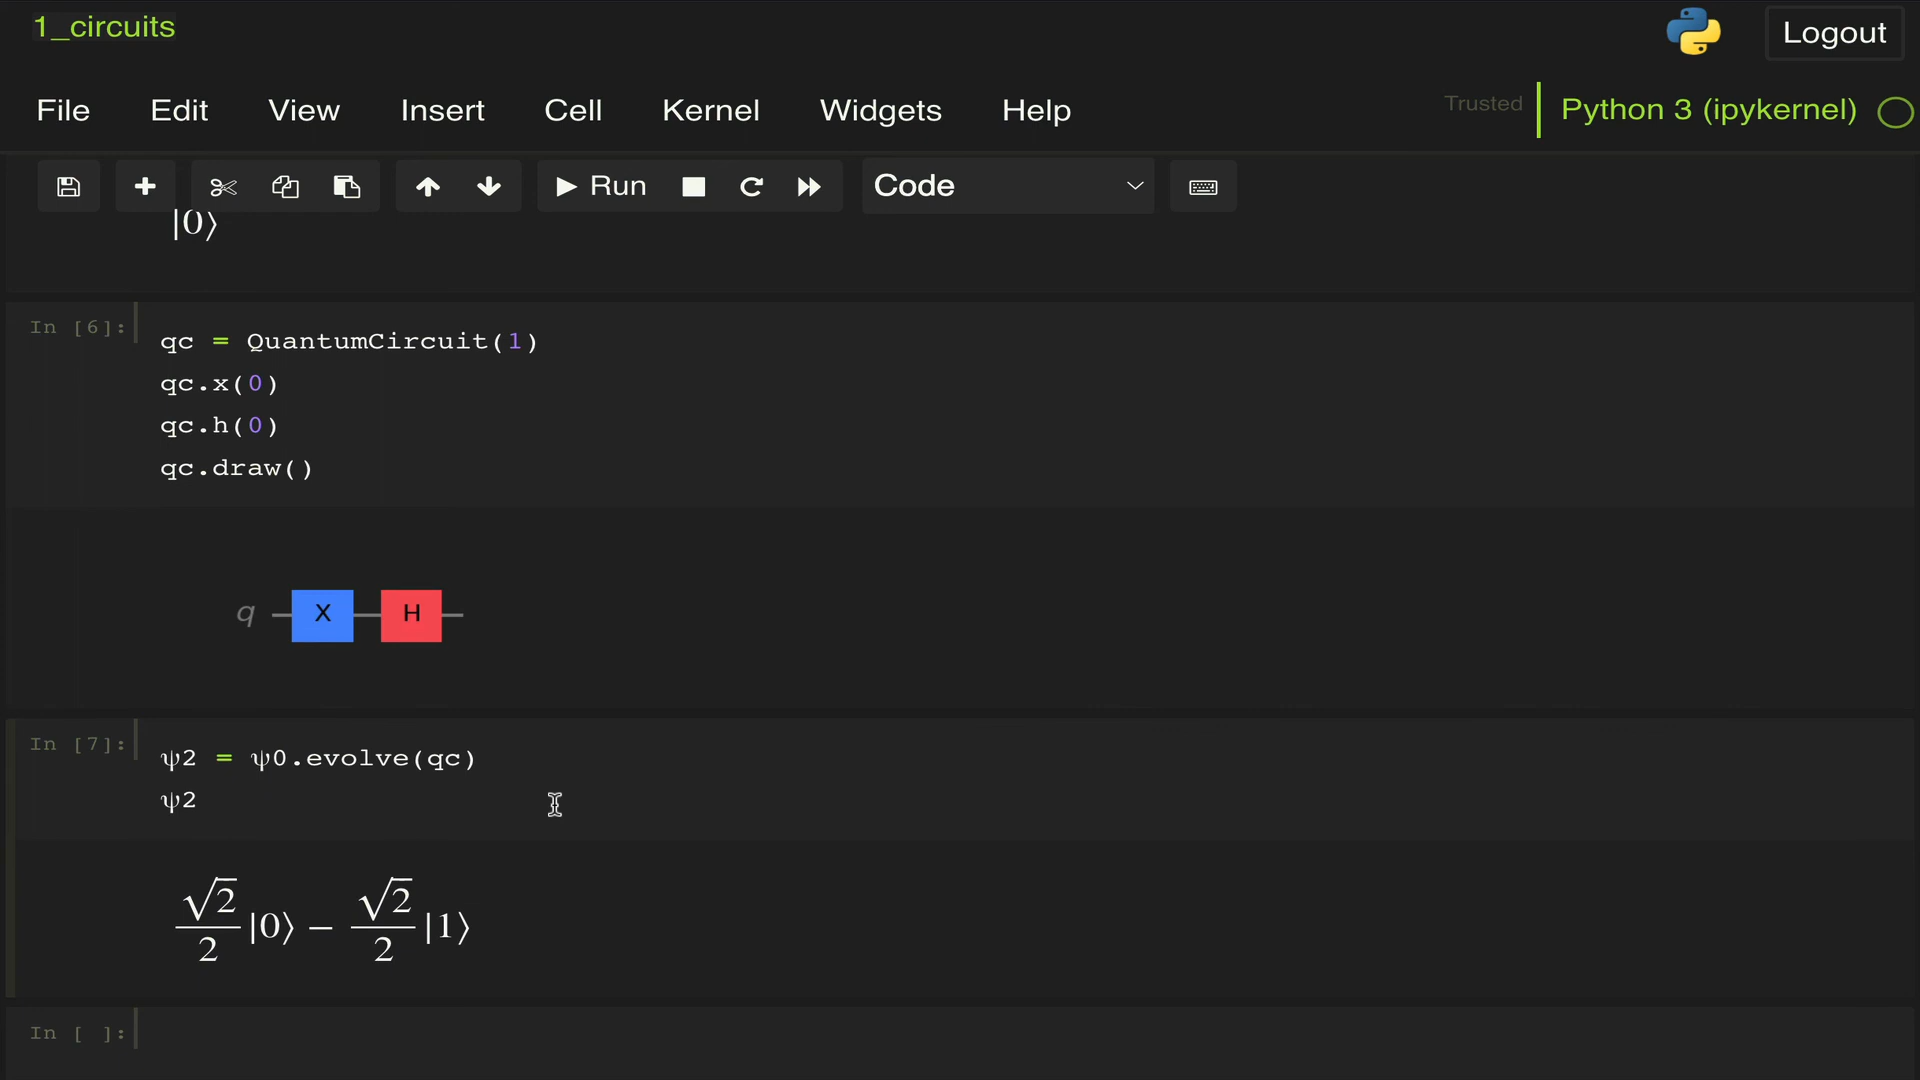 1_circuits
Logout
File Edit View Insert Cell Kernel Widgets Help
Trusted Python 3 (ipykernel)
Run Code
|0⟩
In [6]:
qc = QuantumCircuit(1)
qc.x(0)
qc.h(0)
qc.draw()
q X H
In [7]:
ψ2 = ψ0.evolve(qc)
ψ2
√2/2|0⟩ − √2/2|1⟩
In [ ]: